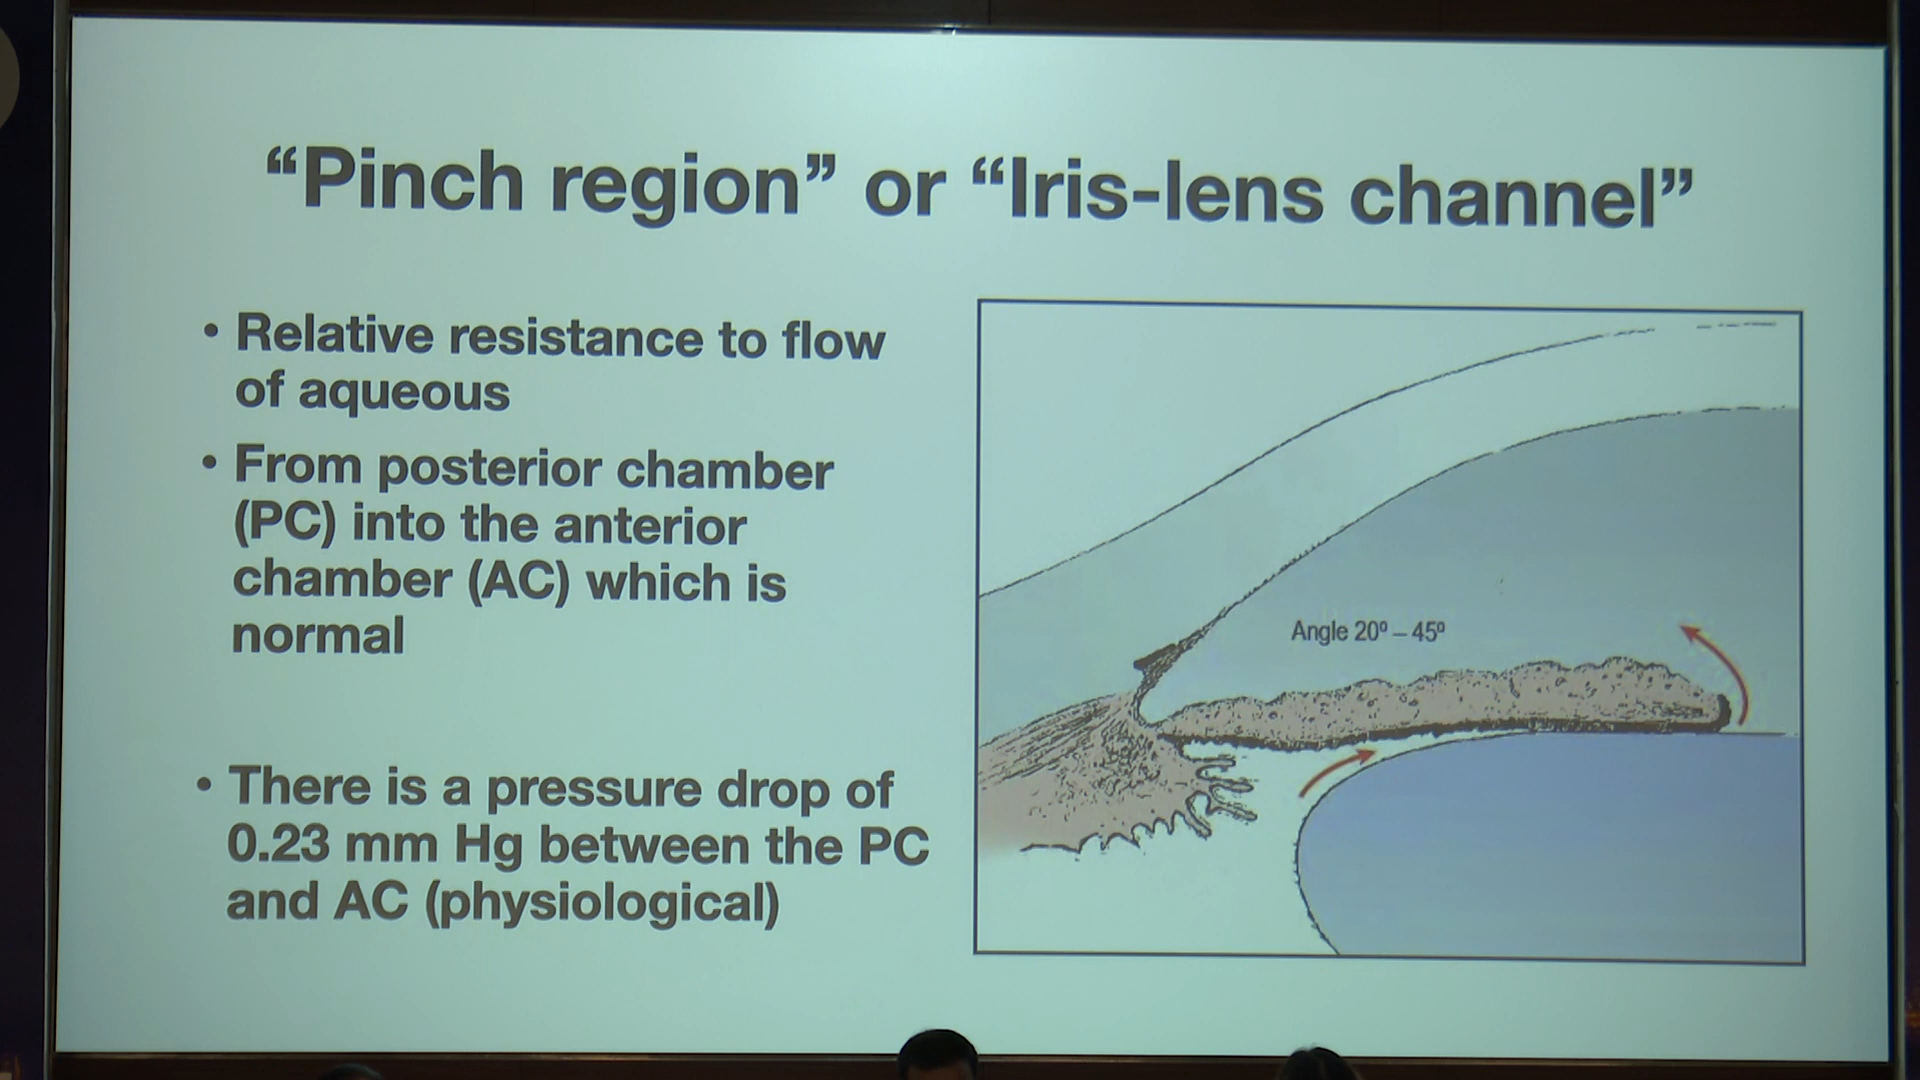 “Pinch region” or “Iris-lens channel”
• Relative resistance to flow
of aqueous
• From posterior chamber
(PC) into the anterior
chamber (AC) which is
normal
• There is a pressure drop of
0.23 mm Hg between the PC
and AC (physiological)
Angle 20º – 45º